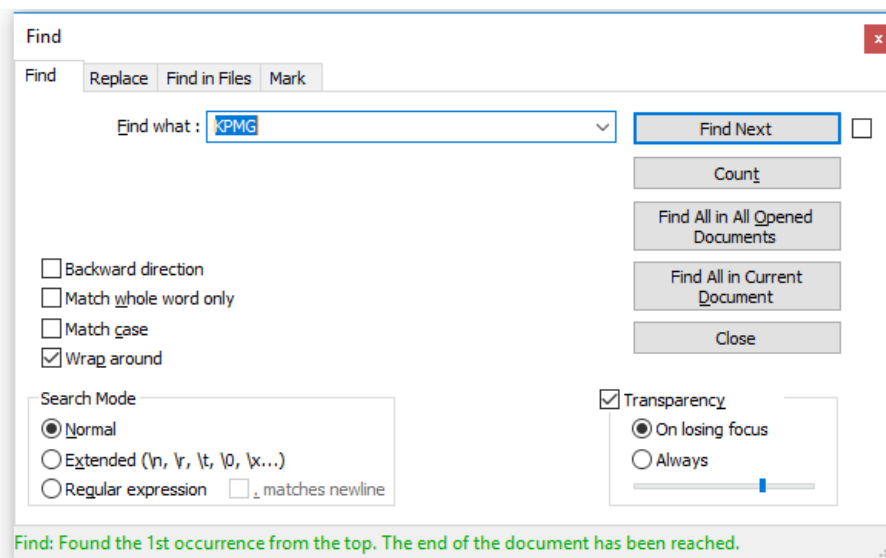 Find
x
Find Replace Find in Files Mark
Find what : KPMG
Find Next
Count
Find All in All Opened
Documents
Find All in Current
Document
Close
Backward direction
Match whole word only
Match case
Wrap around
Search Mode
Normal
Extended (\n, \r, \t, \0, \x...)
Regular expression . matches newline
Transparency
On losing focus
Always
Find: Found the 1st occurrence from the top. The end of the document has been reached.